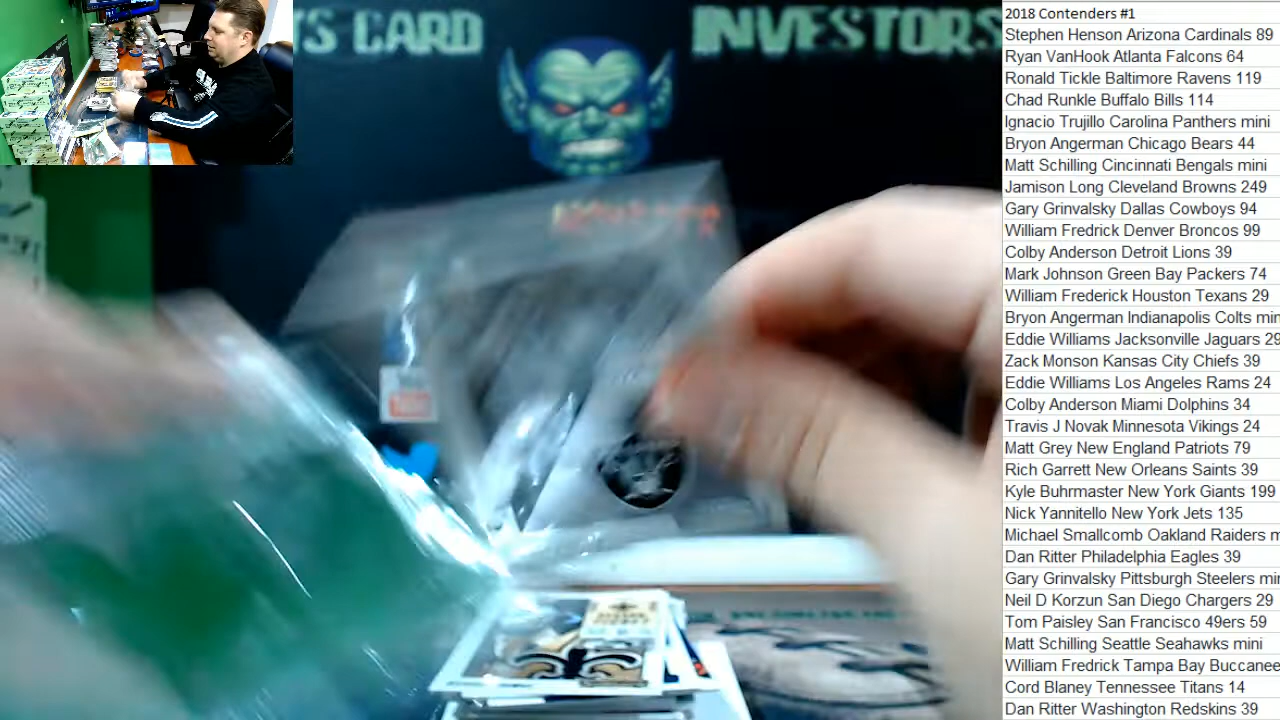 S CARD INVESTORS
2018 Contenders #1
Stephen Henson Arizona Cardinals 89
Ryan VanHook Atlanta Falcons 64
Ronald Tickle Baltimore Ravens 119
Chad Runkle Buffalo Bills 114
Ignacio Trujillo Carolina Panthers mini
Bryon Angerman Chicago Bears 44
Matt Schilling Cincinnati Bengals mini
Jamison Long Cleveland Browns 249
Gary Grinvalsky Dallas Cowboys 94
William Fredrick Denver Broncos 99
Colby Anderson Detroit Lions 39
Mark Johnson Green Bay Packers 74
William Frederick Houston Texans 29
Bryon Angerman Indianapolis Colts min
Eddie Williams Jacksonville Jaguars 29
Zack Monson Kansas City Chiefs 39
Eddie Williams Los Angeles Rams 24
Colby Anderson Miami Dolphins 34
Travis J Novak Minnesota Vikings 24
Matt Grey New England Patriots 79
Rich Garrett New Orleans Saints 39
Kyle Buhrmaster New York Giants 199
Nick Yannitello New York Jets 135
Michael Smallcomb Oakland Raiders m
Dan Ritter Philadelphia Eagles 39
Gary Grinvalsky Pittsburgh Steelers mi
Neil D Korzun San Diego Chargers 29
Tom Paisley San Francisco 49ers 59
Matt Schilling Seattle Seahawks mini
William Fredrick Tampa Bay Buccanee
Cord Blaney Tennessee Titans 14
Dan Ritter Washington Redskins 39